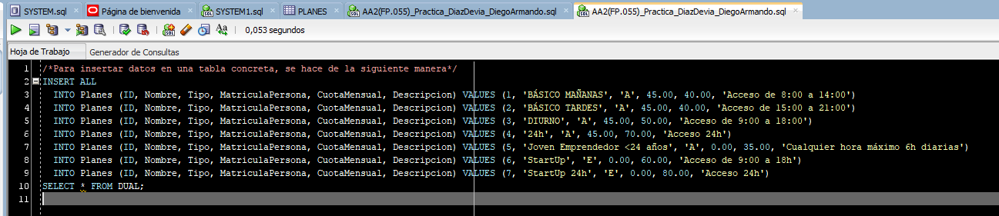 SYSTEM.sql Página de bienvenida SYSTEM1.sql PLANES AA2(FP.055)_Practica_DiazDevia_DiegoArmando.sql AA2(FP.055)_Practica_DiazDevia_DiegoArmando.sql
0,053 segundos
Hoja de Trabajo Generador de Consultas
1 /*Para insertar datos en una tabla concreta, se hace de la siguiente manera*/
2 INSERT ALL
3 INTO Planes (ID, Nombre, Tipo, MatriculaPersona, CuotaMensual, Descripcion) VALUES (1, 'BÁSICO MAÑANAS', 'A', 45.00, 40.00, 'Acceso de 8:00 a 14:00')
4 INTO Planes (ID, Nombre, Tipo, MatriculaPersona, CuotaMensual, Descripcion) VALUES (2, 'BÁSICO TARDES', 'A', 45.00, 40.00, 'Acceso de 15:00 a 21:00')
5 INTO Planes (ID, Nombre, Tipo, MatriculaPersona, CuotaMensual, Descripcion) VALUES (3, 'DIURNO', 'A', 45.00, 50.00, 'Acceso de 9:00 a 18:00')
6 INTO Planes (ID, Nombre, Tipo, MatriculaPersona, CuotaMensual, Descripcion) VALUES (4, '24h', 'A', 45.00, 70.00, 'Acceso 24h')
7 INTO Planes (ID, Nombre, Tipo, MatriculaPersona, CuotaMensual, Descripcion) VALUES (5, 'Joven Emprendedor <24 años', 'A', 0.00, 35.00, 'Cualquier hora máximo 6h diarias')
8 INTO Planes (ID, Nombre, Tipo, MatriculaPersona, CuotaMensual, Descripcion) VALUES (6, 'StartUp', 'E', 0.00, 60.00, 'Acceso de 9:00 a 18h')
9 INTO Planes (ID, Nombre, Tipo, MatriculaPersona, CuotaMensual, Descripcion) VALUES (7, 'StartUp 24h', 'E', 0.00, 80.00, 'Acceso 24h')
10 SELECT * FROM DUAL;
11